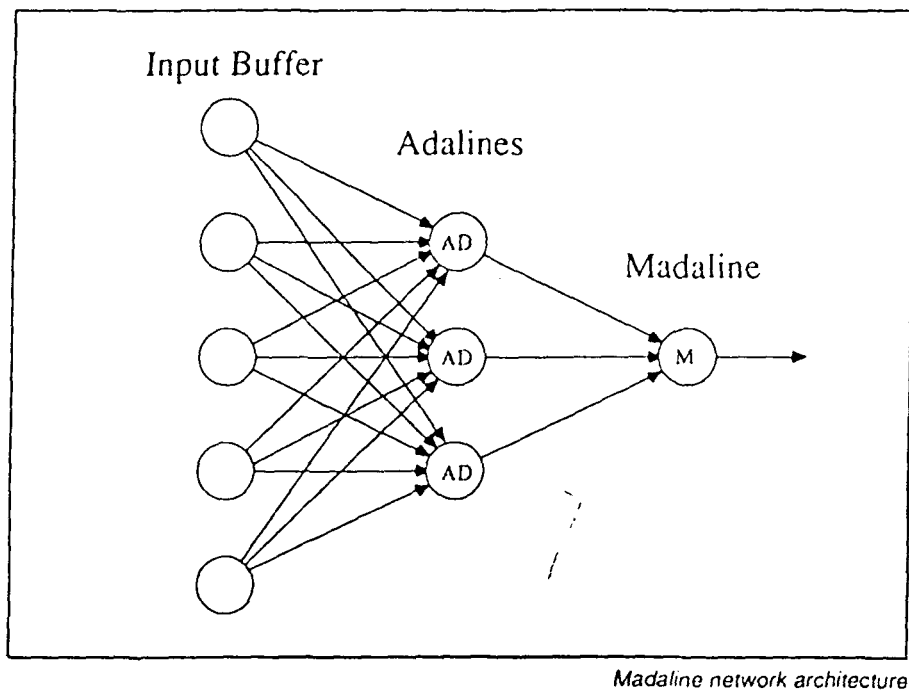 Input Buffer
Adalines
AD
Madaline
AD
M
AD
Madaline network architecture